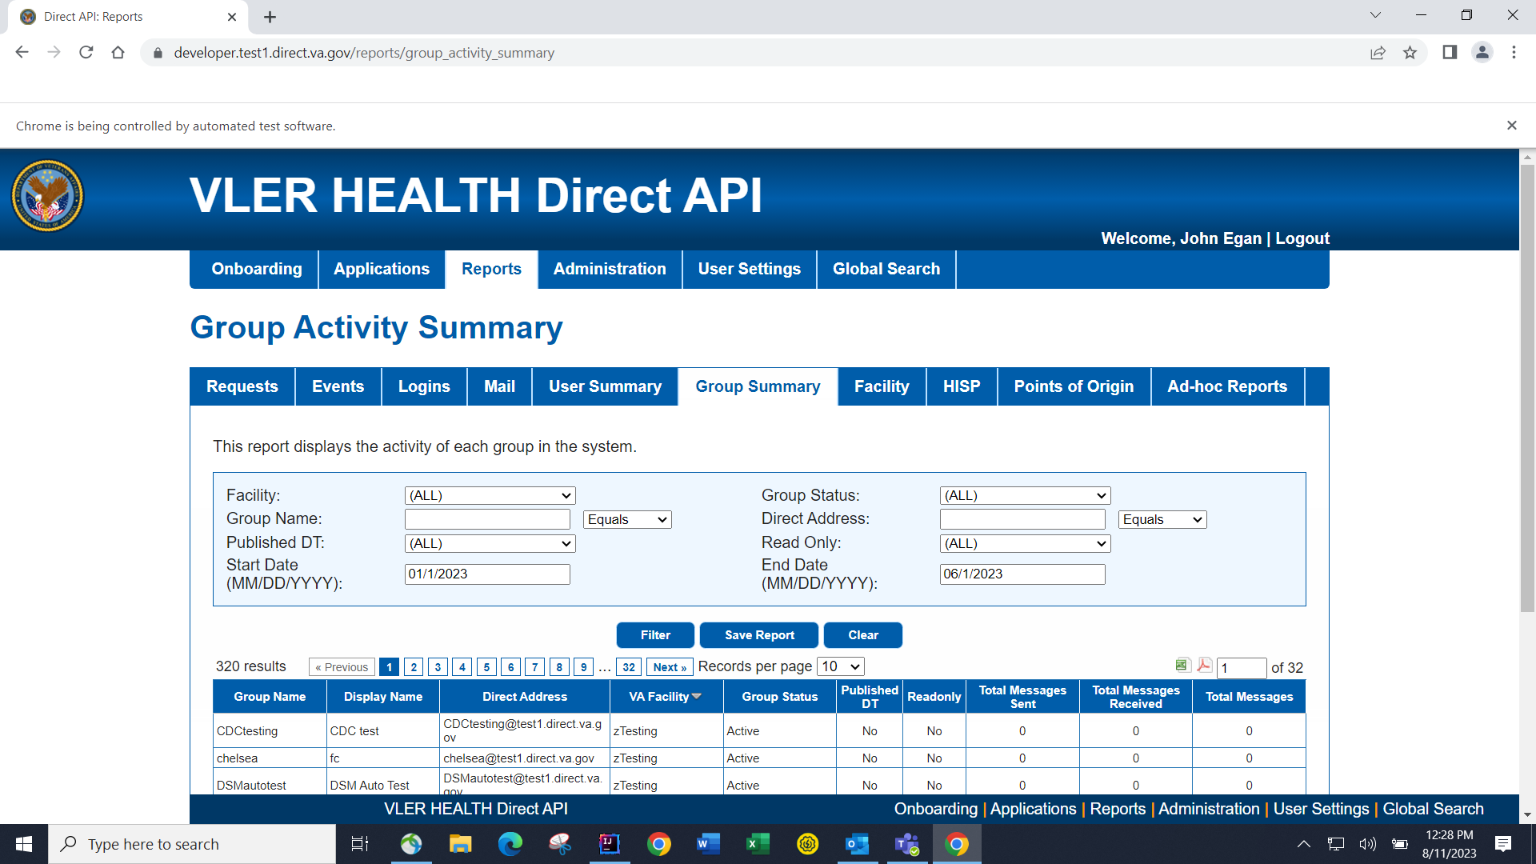 Direct API: Reports
developer.test1.direct.va.gov/reports/group_activity_summary
Chrome is being controlled by automated test software.
VLER HEALTH Direct API
Welcome, John Egan | Logout
Onboarding Applications Reports Administration User Settings Global Search
Group Activity Summary
Requests Events Logins Mail User Summary Group Summary Facility HISP Points of Origin Ad-hoc Reports
This report displays the activity of each group in the system.
Facility: (ALL) Group Status: (ALL)
Group Name: Equals Direct Address: Equals
Published DT: (ALL) Read Only: (ALL)
Start Date (MM/DD/YYYY): 01/1/2023 End Date (MM/DD/YYYY): 06/1/2023
Filter Save Report Clear
320 results « Previous 1 2 3 4 5 6 7 8 9 ... 32 Next » Records per page 10 1 of 32
Group Name Display Name Direct Address VA Facility Group Status Published DT Readonly Total Messages Sent Total Messages Received Total Messages
CDCtesting CDC test CDCtesting@test1.direct.va.gov zTesting Active No No 0 0 0
chelsea fc chelsea@test1.direct.va.gov zTesting Active No No 0 0 0
DSMautotest DSM Auto Test DSMautotest@test1.direct.va.gov zTesting Active No No 0 0 0
VLER HEALTH Direct API Onboarding | Applications | Reports | Administration | User Settings | Global Search
Type here to search
12:28 PM
8/11/2023